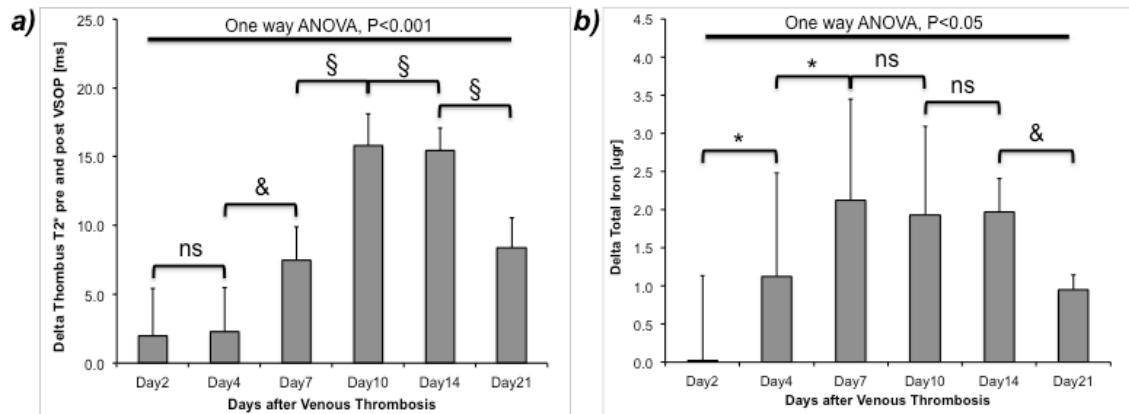 a)
One way ANOVA, P<0.001
Delta Thombus T2* pre and post VSOP [ms]
25.0
20.0
15.0
10.0
5.0
0.0
ns
&
§
§
§
Day2 Day4 Day7 Day10 Day14 Day21
Days after Venous Thrombosis
b)
One way ANOVA, P<0.05
Delta Total Iron [ugr]
4.5
4.0
3.5
3.0
2.5
2.0
1.5
1.0
0.5
0.0
*
*
ns
ns
&
Day2 Day4 Day7 Day10 Day14 Day21
Days after Venous Thrombosis